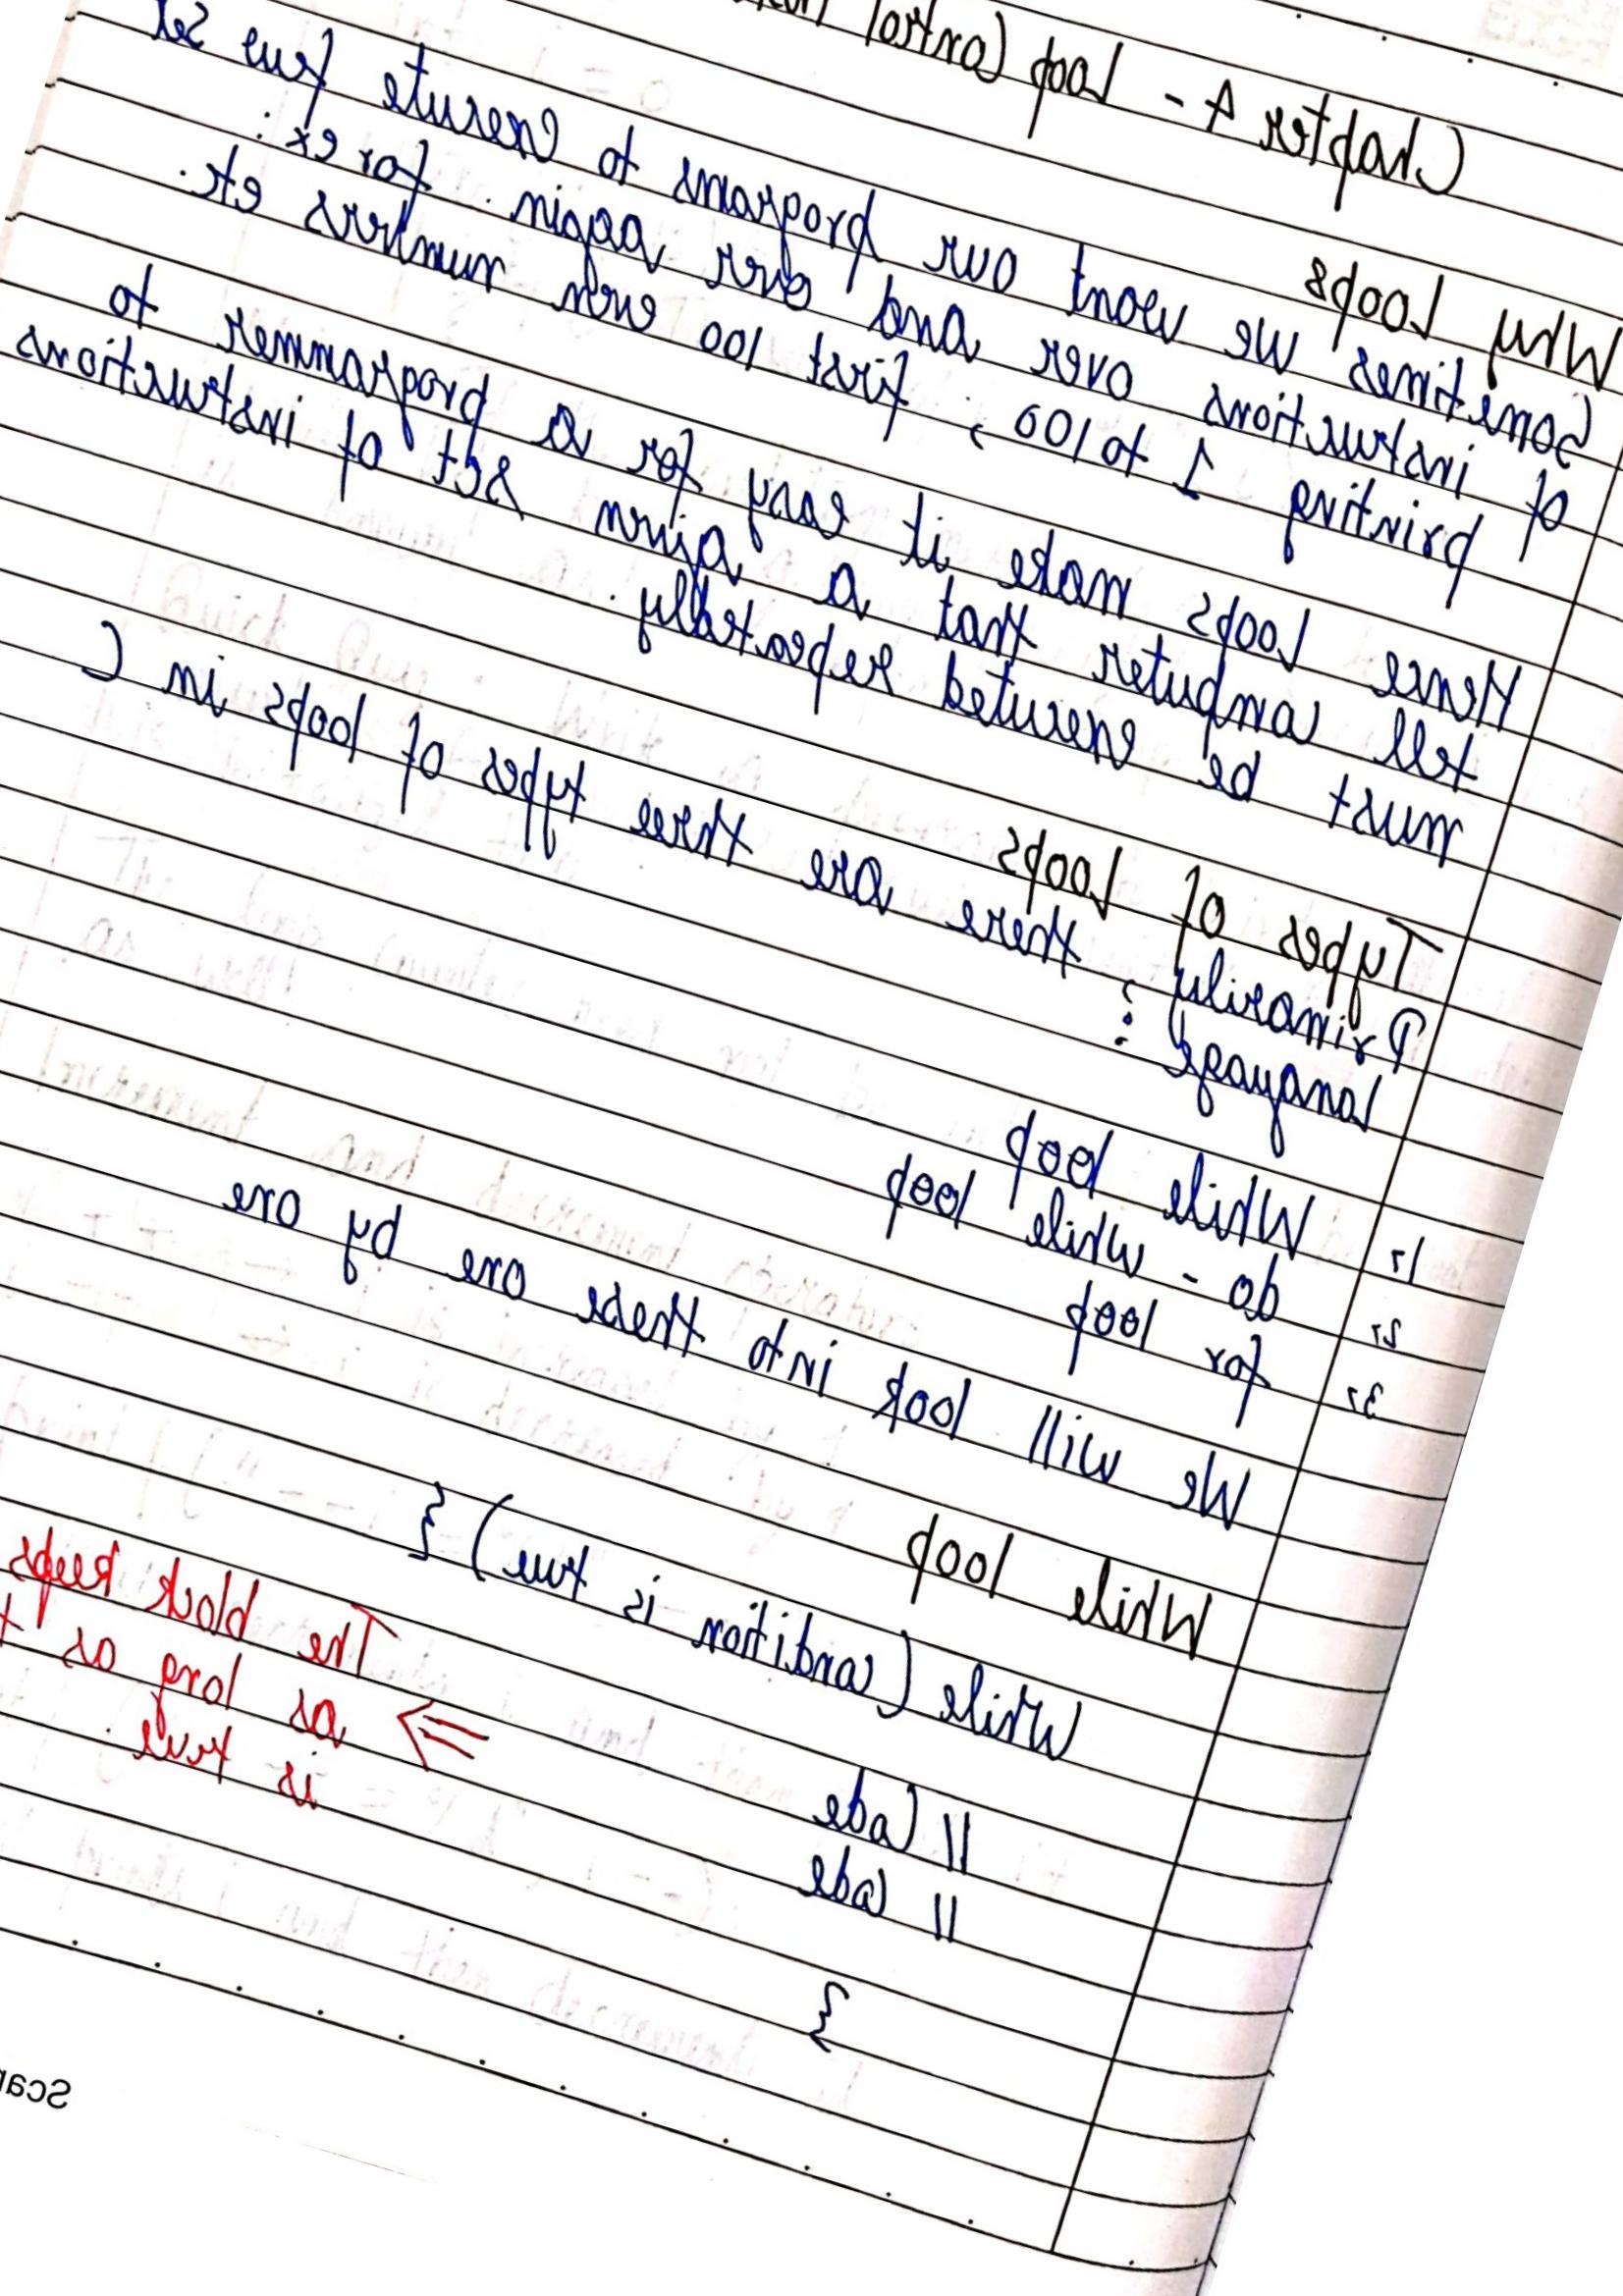 Chapter 4 - Loop Control
Why Loops
Sometimes we want our programs to Execute few Set
of instructions over and over again. for ex:
printing 1 to 100, first 100 even numbers etc.
Hence Loops make it easy for a programmer to
tell computer that a given set of instructions
must be executed repeatedly.
Types of Loops
Primarily, there are three types of loops in C
Language:
1, While loop
2, do - while loop
3, for loop
We will look into these one by one
While loop
While (Condition is true) {
// Code
// Code
}
⇒ The block keeps
as long as
is true.
Scan